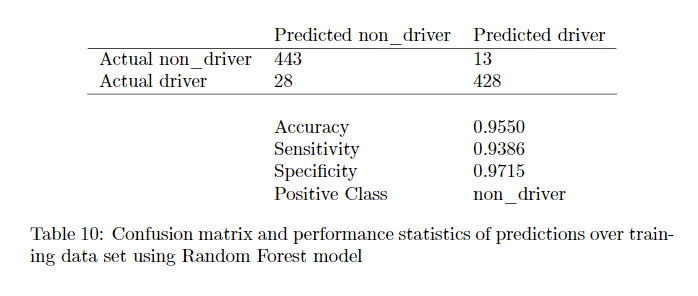 Predicted non_driver Predicted driver
Actual non_driver 443 13
Actual driver 28 428
Accuracy 0.9550
Sensitivity 0.9386
Specificity 0.9715
Positive Class non_driver
Table 10: Confusion matrix and performance statistics of predictions over train-
ing data set using Random Forest model